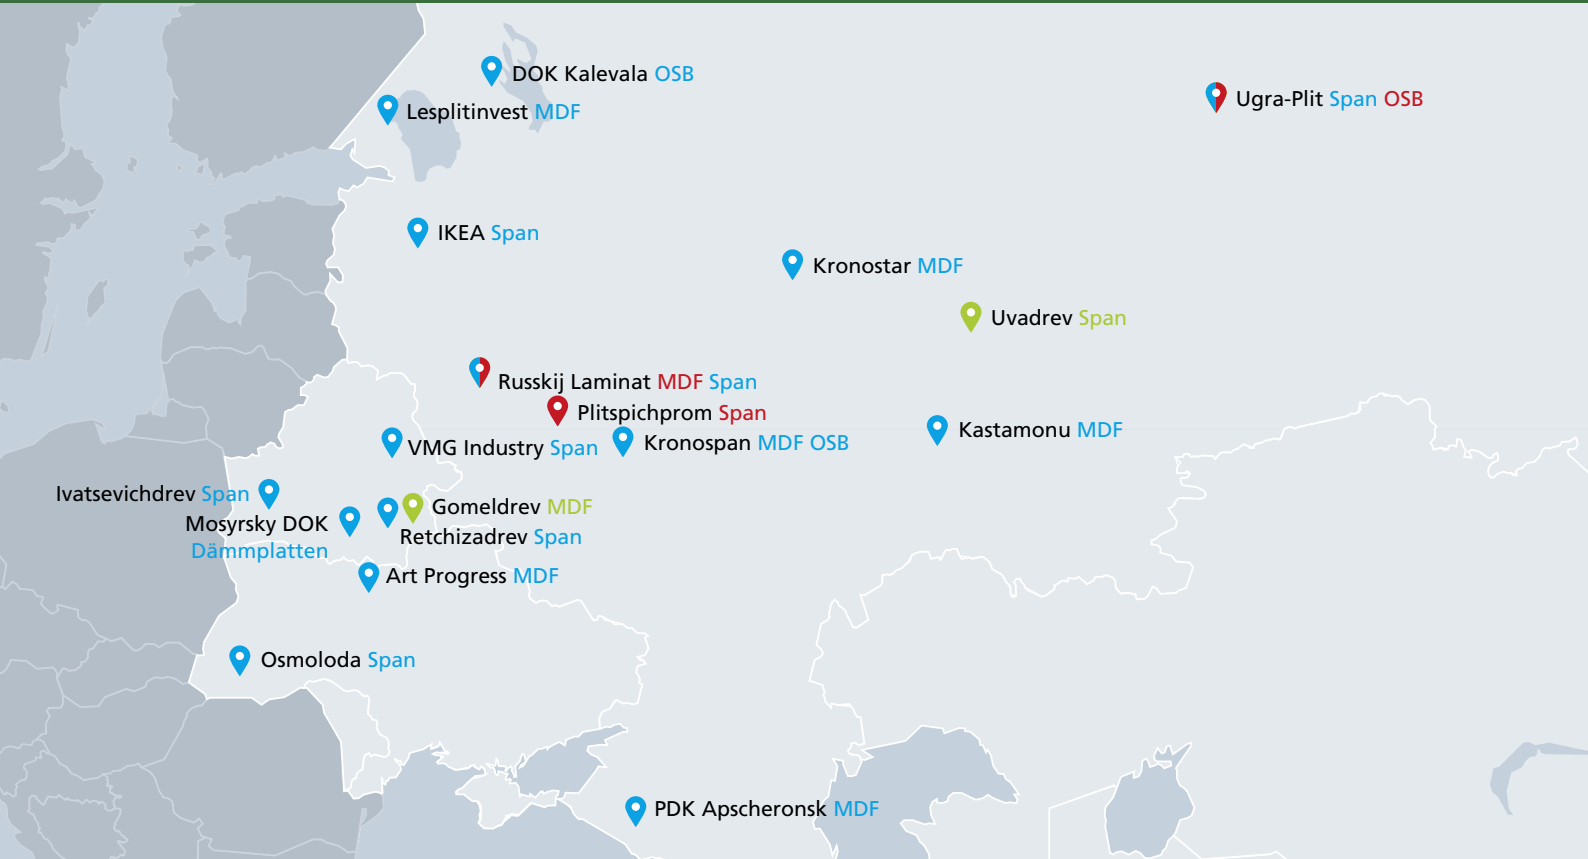 DOK Kalevala OSB
Ugra-Plit Span OSB
Lesplitinvest MDF
IKEA Span
Kronostar MDF
Uvadrev Span
Russkij Laminat MDF Span
Plitspichprom Span
Kastamonu MDF
Kronospan MDF OSB
VMG Industry Span
Ivatsevichdrev Span
Gomeldrev MDF
Mosyrsky DOK
Dämmplatten
Retchizadrev Span
Art Progress MDF
Osmoloda Span
PDK Apscheronsk MDF